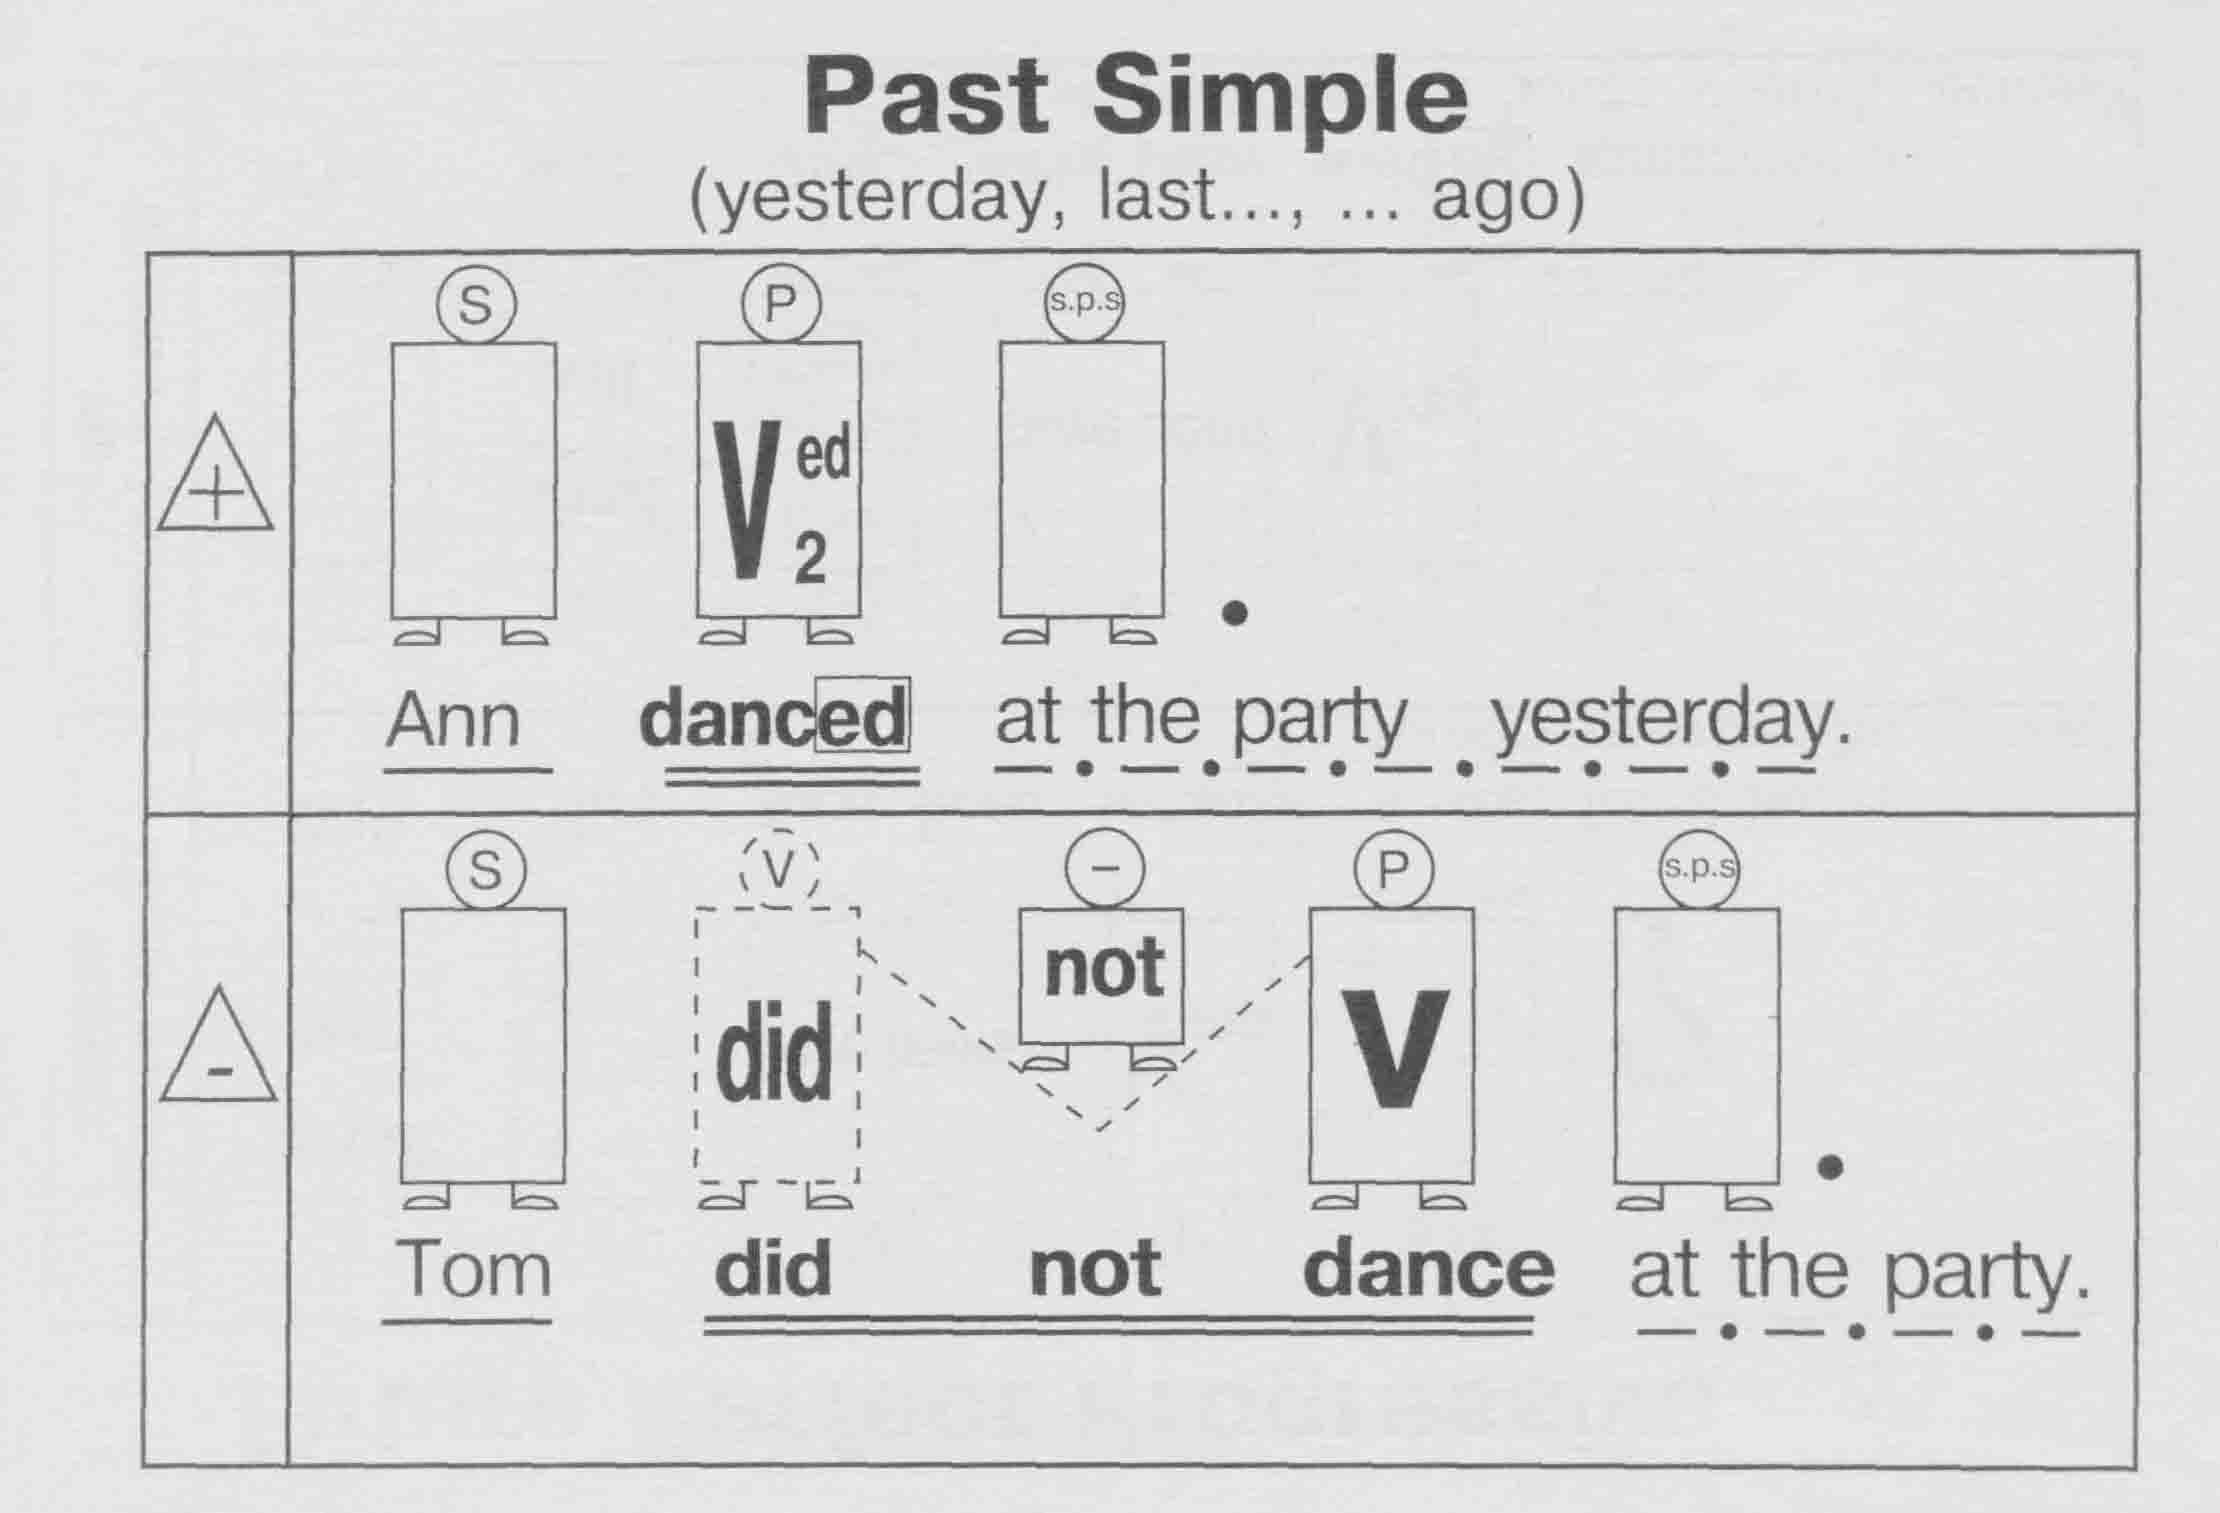 Past Simple
(yesterday, last..., ... ago)
S P s.p.s
+ V ed 2 .
Ann danced at the party yesterday.
S V – P s.p.s
- did not V .
Tom did not dance at the party.